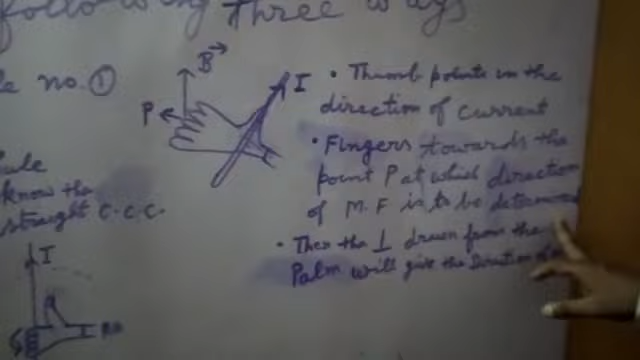 following three ways
le no. ①
B
P
I
• Thumb points in the
direction of current
• Fingers towards the
point P at which direction
of M.F is to be determined
• Then the ⊥ drawn from the
Palm will give the direction of
Rule
know the
straight C.C.C.
I